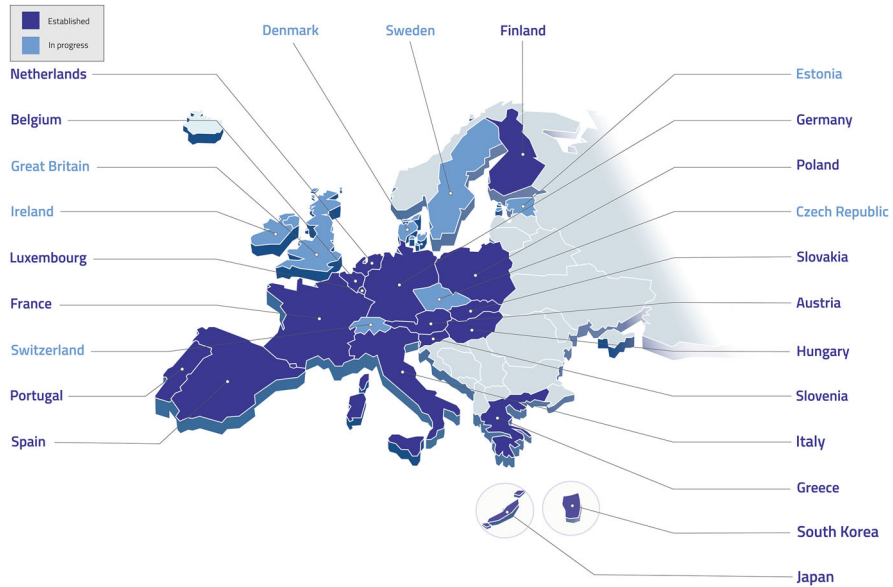 Established
In progress
Denmark
Sweden
Finland
Netherlands
Estonia
Belgium
Germany
Great Britain
Poland
Ireland
Czech Republic
Luxembourg
Slovakia
France
Austria
Switzerland
Hungary
Portugal
Slovenia
Spain
Italy
Greece
South Korea
Japan